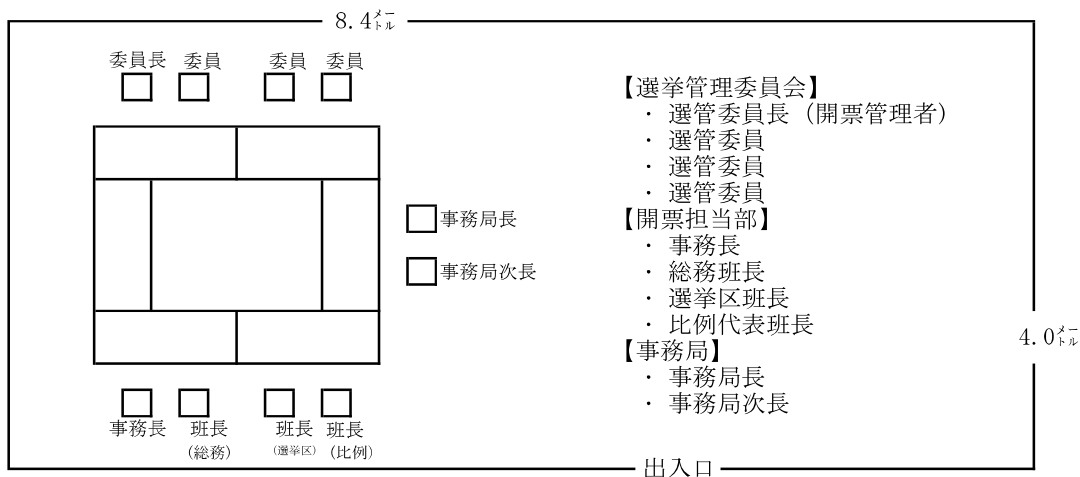 8.4メートル
委員長 委員 委員 委員
事務局長
事務局次長
事務長 班長 班長 班長
(総務) (選挙区) (比例)
【選挙管理委員会】
・ 選管委員長 (開票管理者)
・ 選管委員
・ 選管委員
・ 選管委員
【開票担当部】
・ 事務長
・ 総務班長
・ 選挙区班長
・ 比例代表班長
【事務局】
・ 事務局長
・ 事務局次長
4.0メートル
出入口